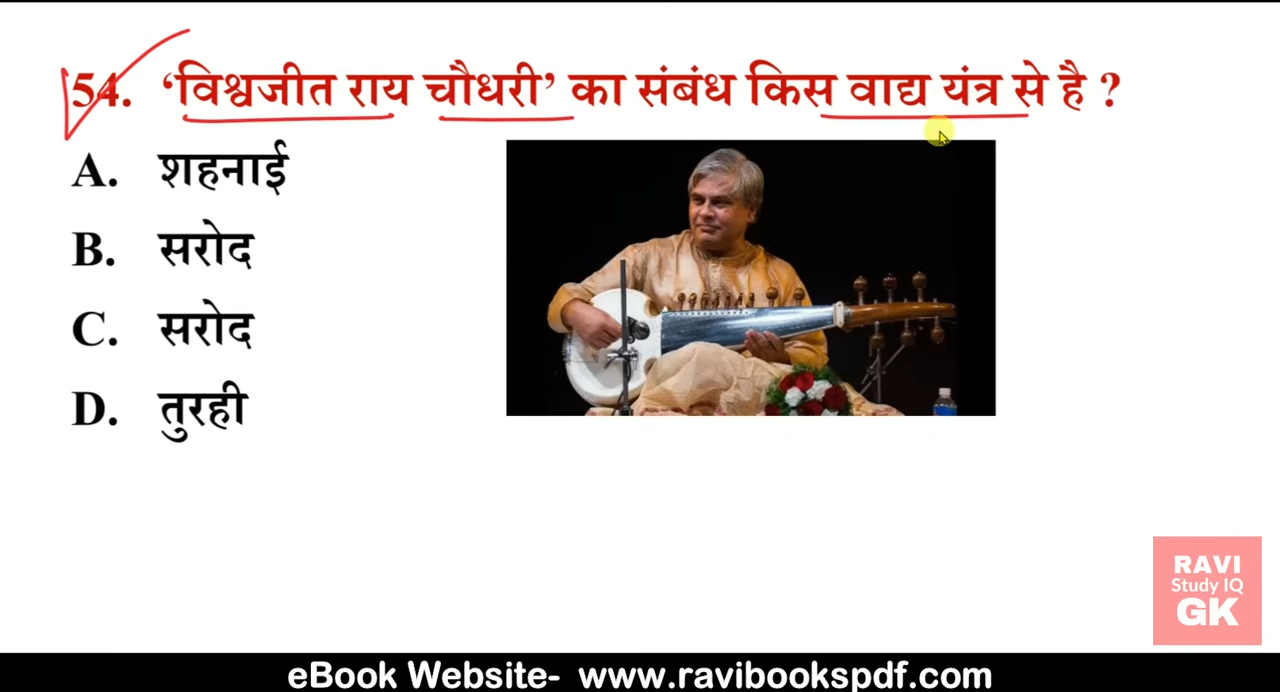 54. ‘विश्वजीत राय चौधरी’ का संबंध किस वाद्य यंत्र से है ?
A. शहनाई
B. सरोद
C. सरोद
D. तुरही
RAVI
Study IQ
GK
eBook Website- www.ravibookspdf.com